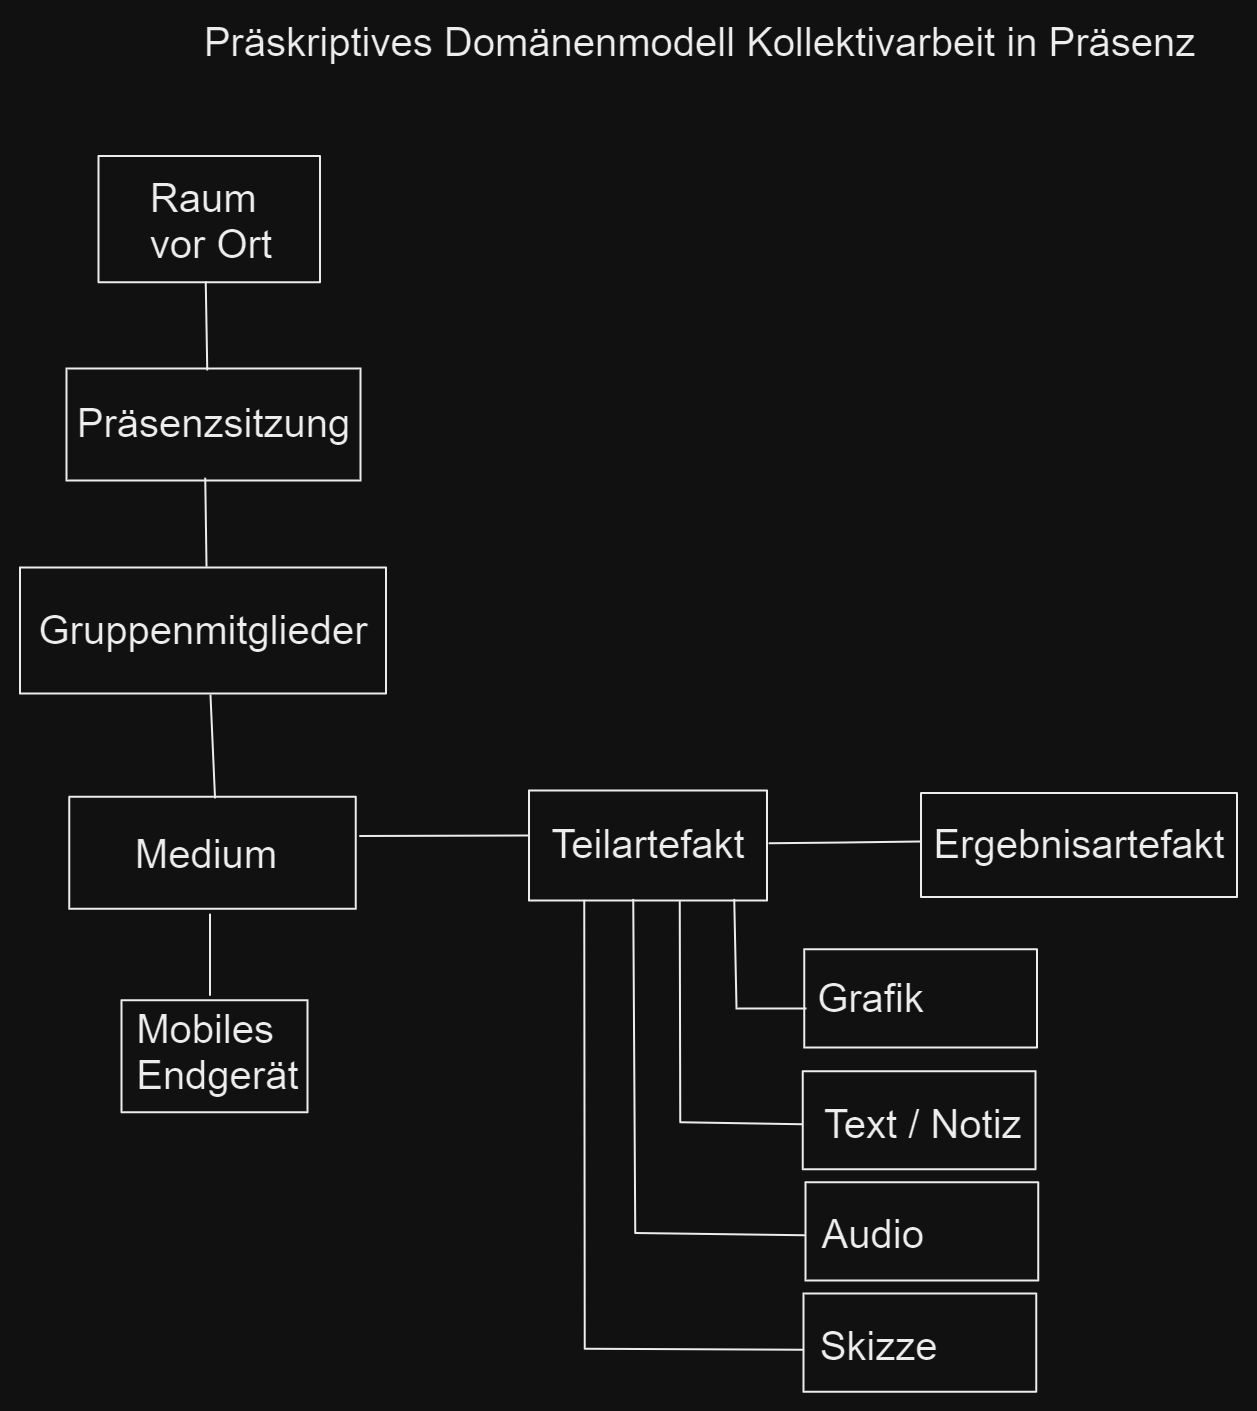 Präskriptives Domänenmodell Kollektivarbeit in Präsenz
Raum
vor Ort
Präsenzsitzung
Gruppenmitglieder
Medium
Teilartefakt
Ergebnisartefakt
Mobiles
Endgerät
Grafik
Text / Notiz
Audio
Skizze